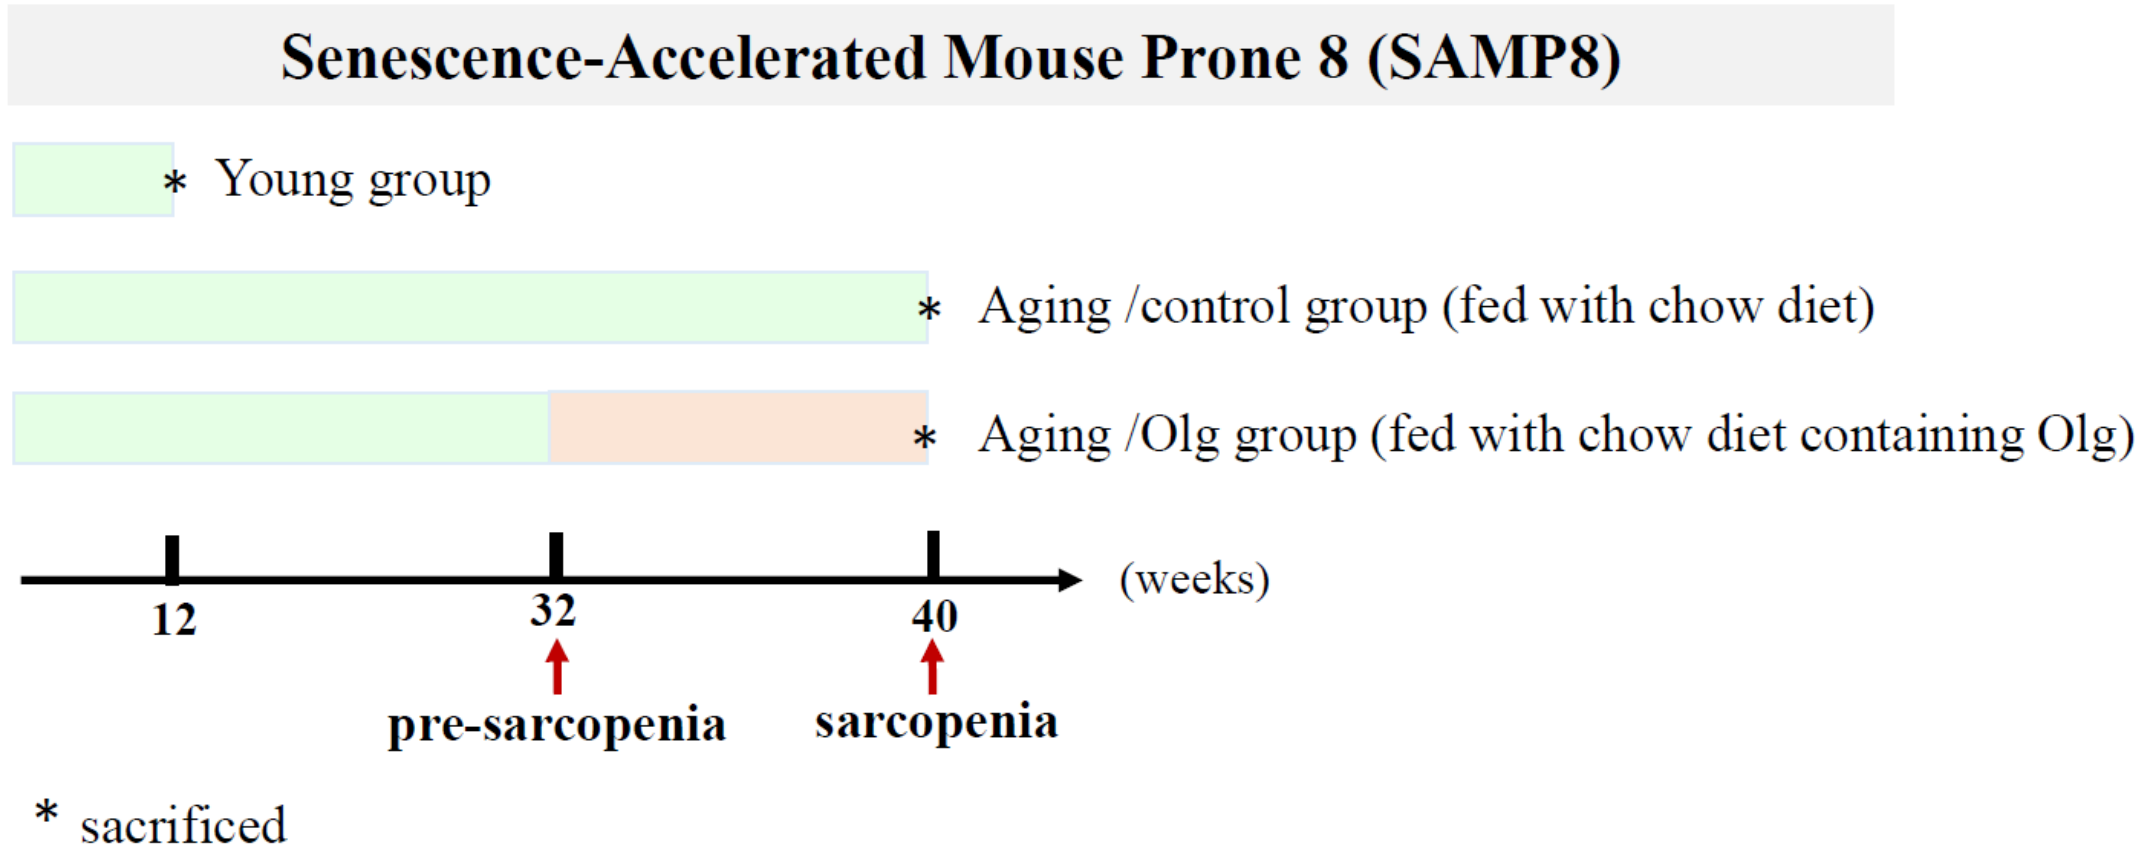 Senescence-Accelerated Mouse Prone 8 (SAMP8)
* Young group
* Aging /control group (fed with chow diet)
* Aging /Olg group (fed with chow diet containing Olg)
(weeks)
12 32 40
pre-sarcopenia sarcopenia
* sacrificed